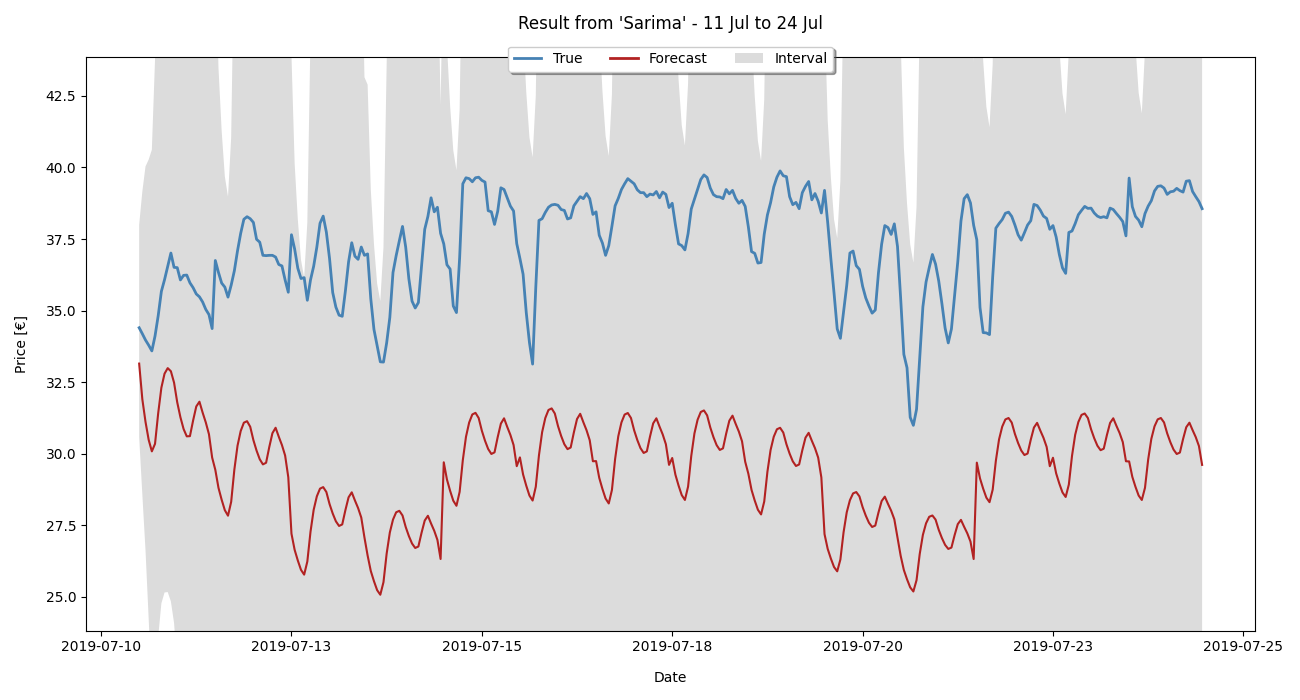 Result from 'Sarima' - 11 Jul to 24 Jul
True Forecast Interval
42.5
40.0
37.5
35.0
32.5
30.0
27.5
25.0
Price [€]
2019-07-10 2019-07-13 2019-07-15 2019-07-18 2019-07-20 2019-07-23 2019-07-25
Date